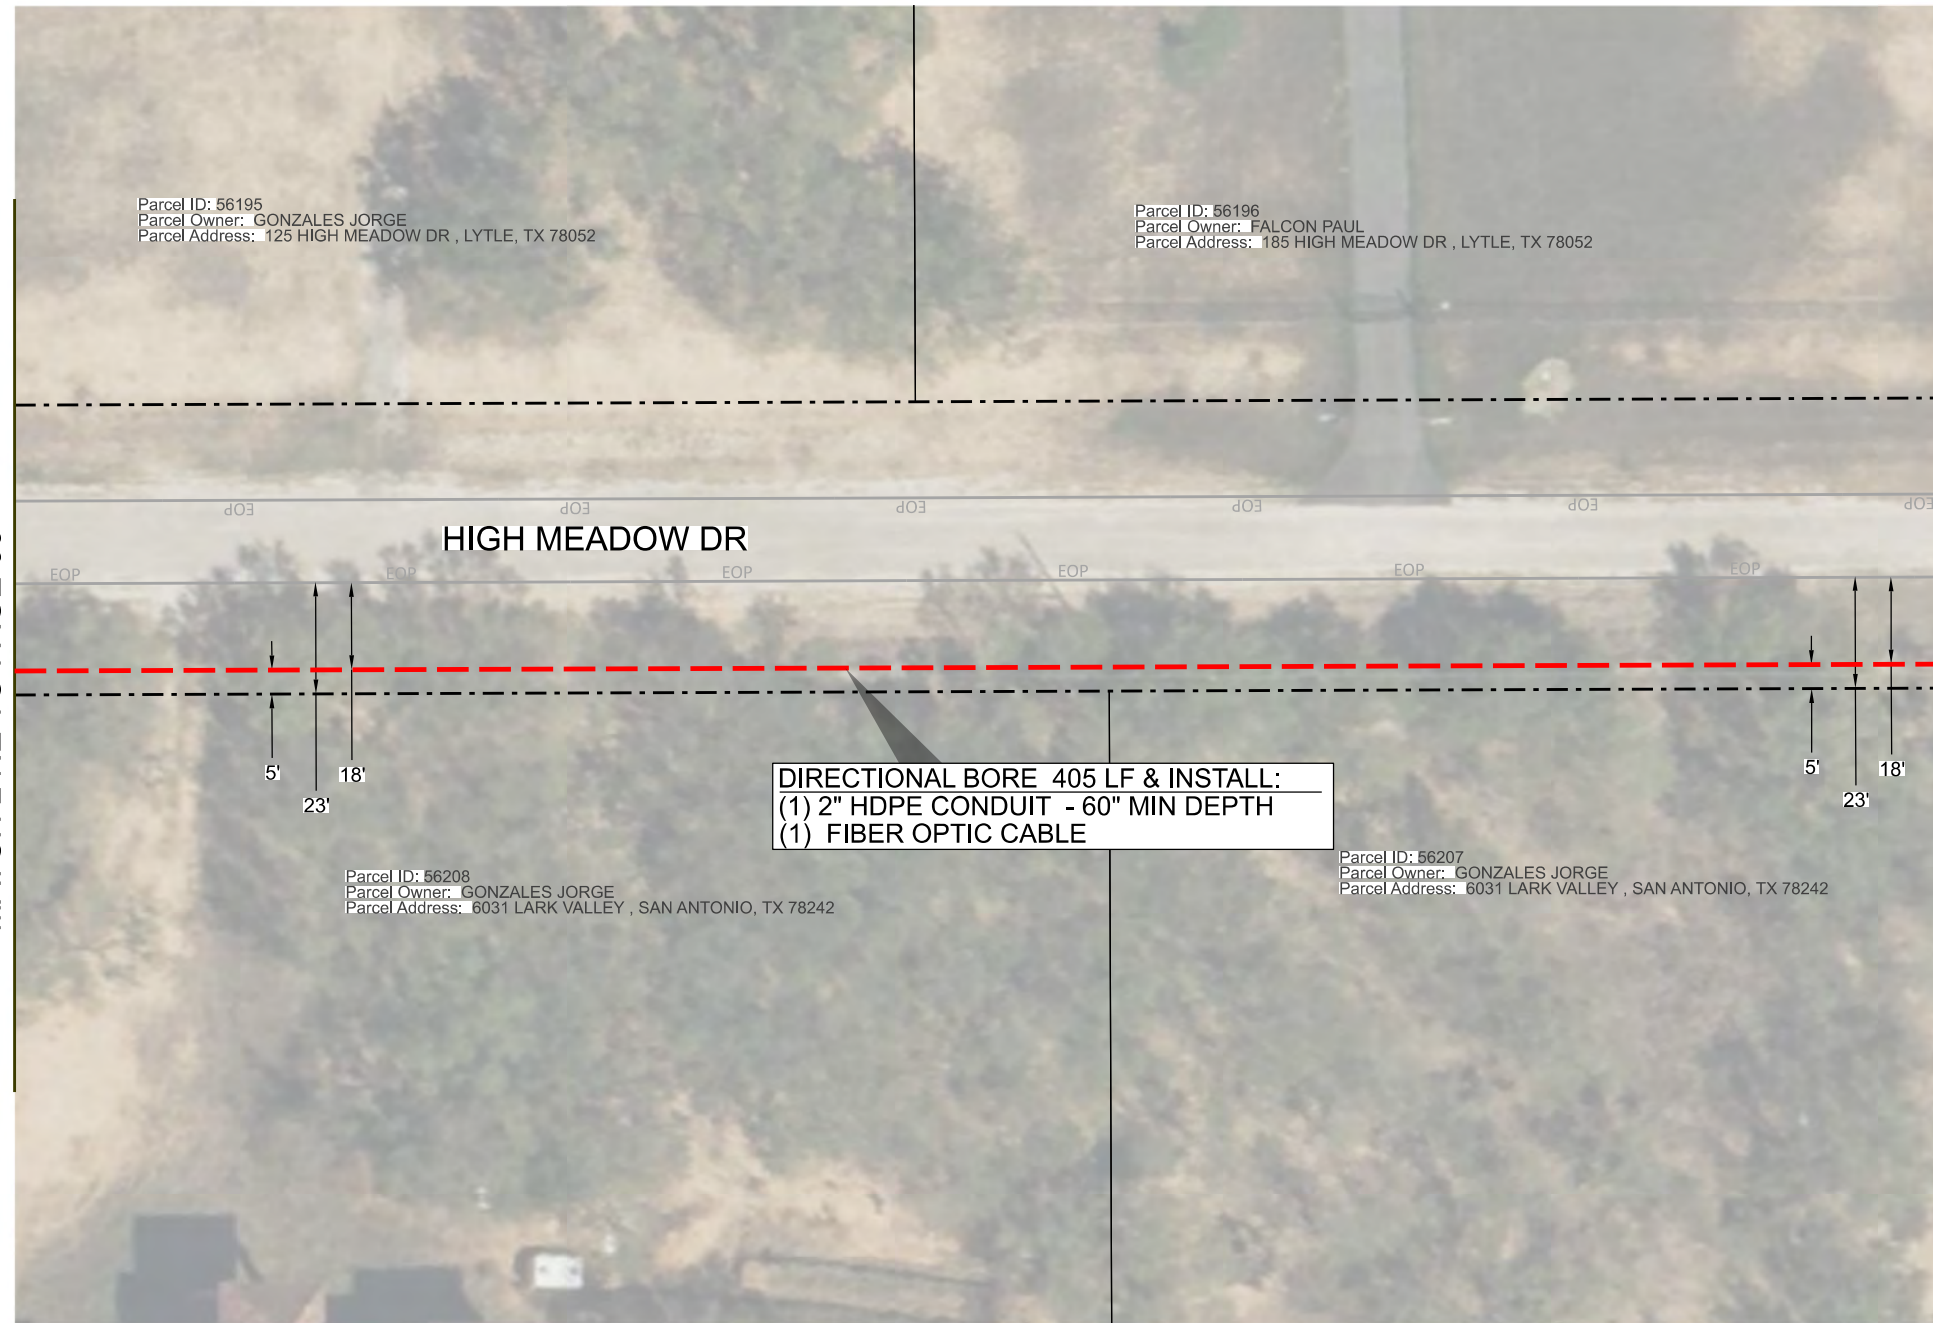 Parcel ID: 56195
Parcel Owner: GONZALES JORGE
Parcel Address: 125 HIGH MEADOW DR , LYTLE, TX 78052
Parcel ID: 56196
Parcel Owner: FALCON PAUL
Parcel Address: 185 HIGH MEADOW DR , LYTLE, TX 78052
EOP
EOP
EOP
EOP
EOP
EOP
HIGH MEADOW DR
EOP
EOP
EOP
EOP
EOP
EOP
5'
23'
18'
5'
23'
18'
DIRECTIONAL BORE 405 LF & INSTALL:
(1) 2" HDPE CONDUIT - 60" MIN DEPTH
(1) FIBER OPTIC CABLE
Parcel ID: 56208
Parcel Owner: GONZALES JORGE
Parcel Address: 6031 LARK VALLEY , SAN ANTONIO, TX 78242
Parcel ID: 56207
Parcel Owner: GONZALES JORGE
Parcel Address: 6031 LARK VALLEY , SAN ANTONIO, TX 78242